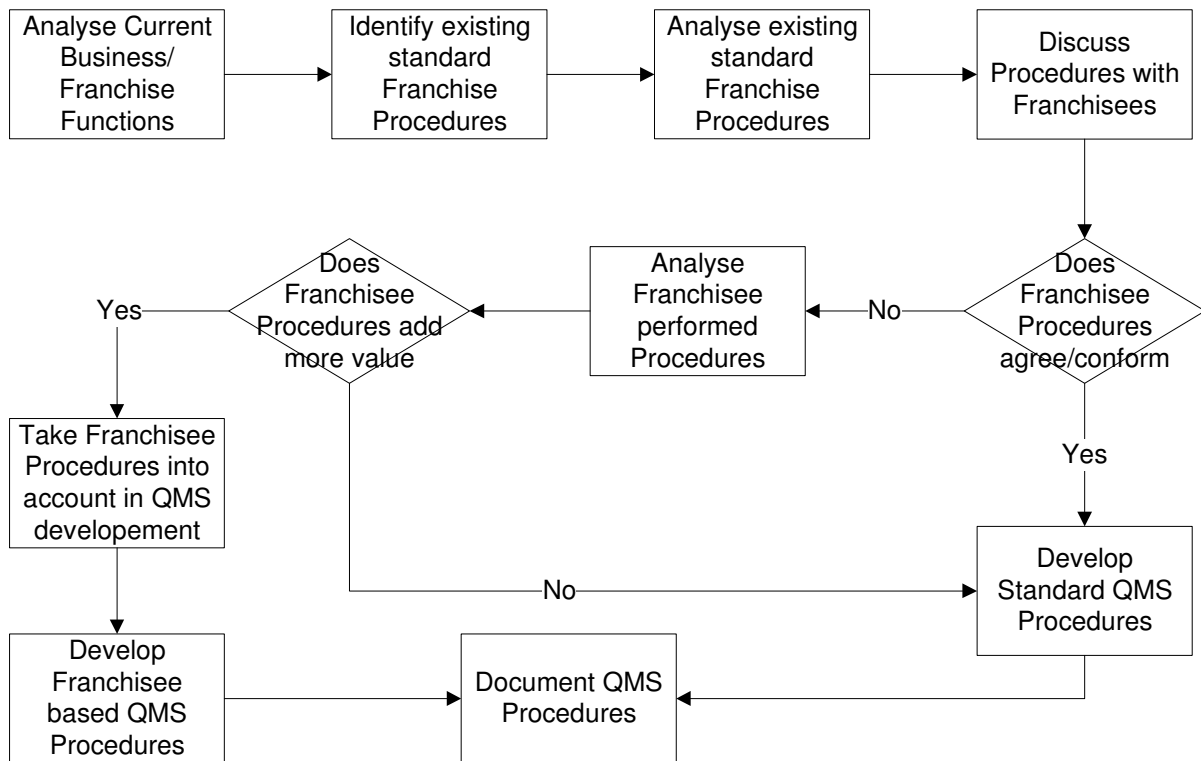 Analyse Current
Business/
Franchise
Functions
Identify existing
standard
Franchise
Procedures
Analyse existing
standard
Franchise
Procedures
Discuss
Procedures with
Franchisees
Does
Franchisee
Procedures
agree/conform
No
Analyse
Franchisee
performed
Procedures
Does
Franchisee
Procedures add
more value
Yes
Take Franchisee
Procedures into
account in QMS
developement
Yes
No
Develop
Standard QMS
Procedures
Develop
Franchisee
based QMS
Procedures
Document QMS
Procedures